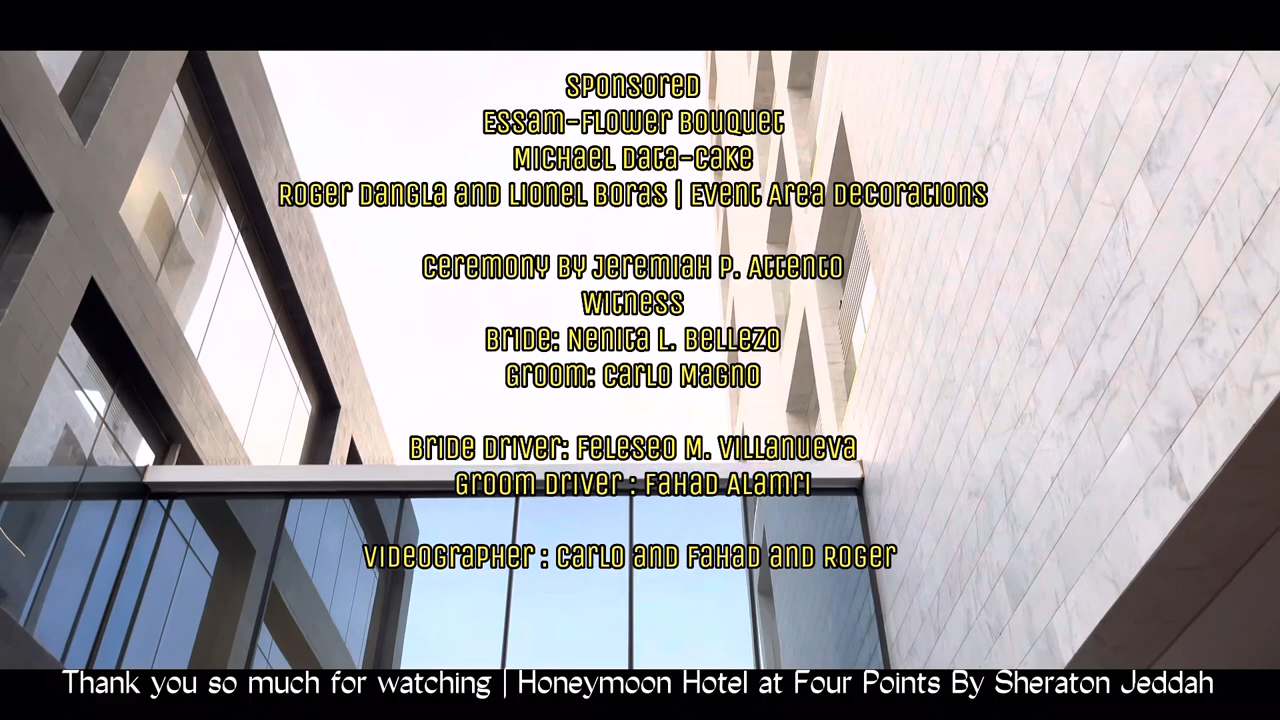 Sponsored
Essam-Flower Bouquet
Michael Data-Cake
Roger Dangla and Lionel Boras | Event Area Decorations
Ceremony By Jeremiah P. Attento
Witness
Bride: Nenita L. Bellezo
Groom: Carlo Magno
Bride Driver: Feleseo M. Villanueva
Groom Driver : Fahad Alamri
Videographer : Carlo and Fahad and Roger
Thank you so much for watching | Honeymoon Hotel at Four Points By Sheraton Jeddah